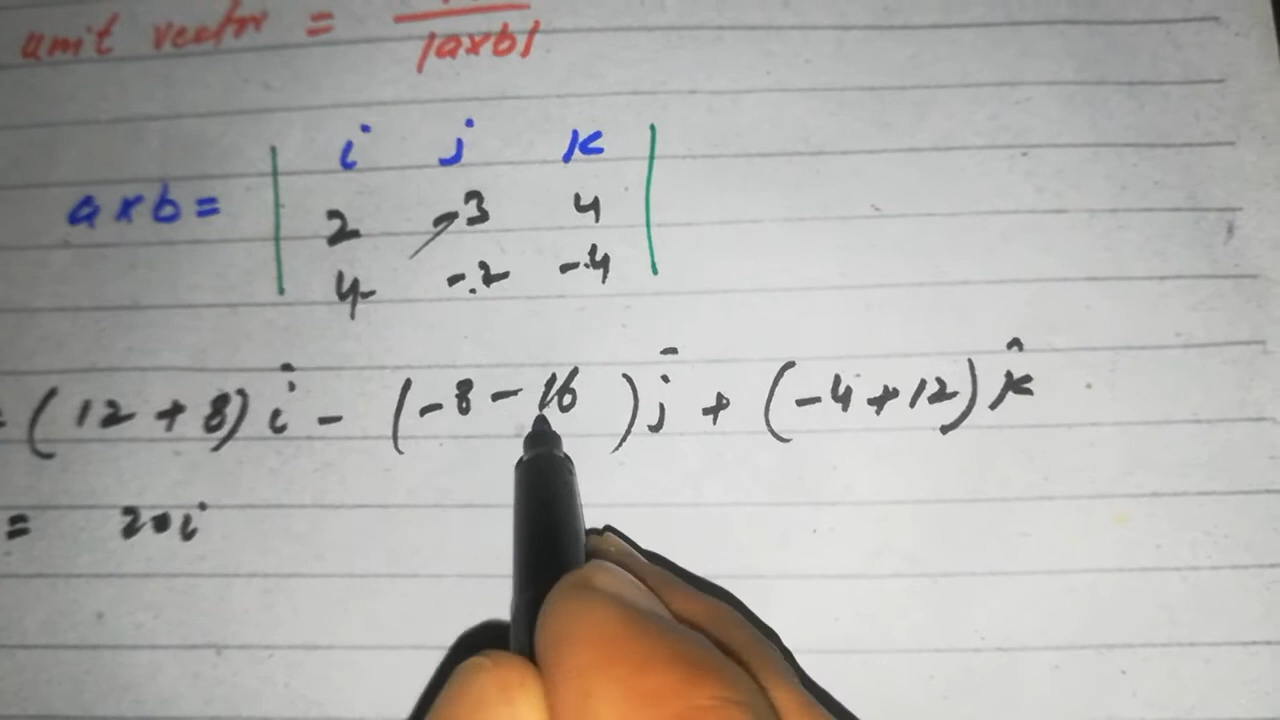 unit vector = / |axb|
i j k
axb =
2 -3 4
4 -2 -4
= (12 + 8) i - (-8 - 16) j + (-4 + 12) k
= 20i